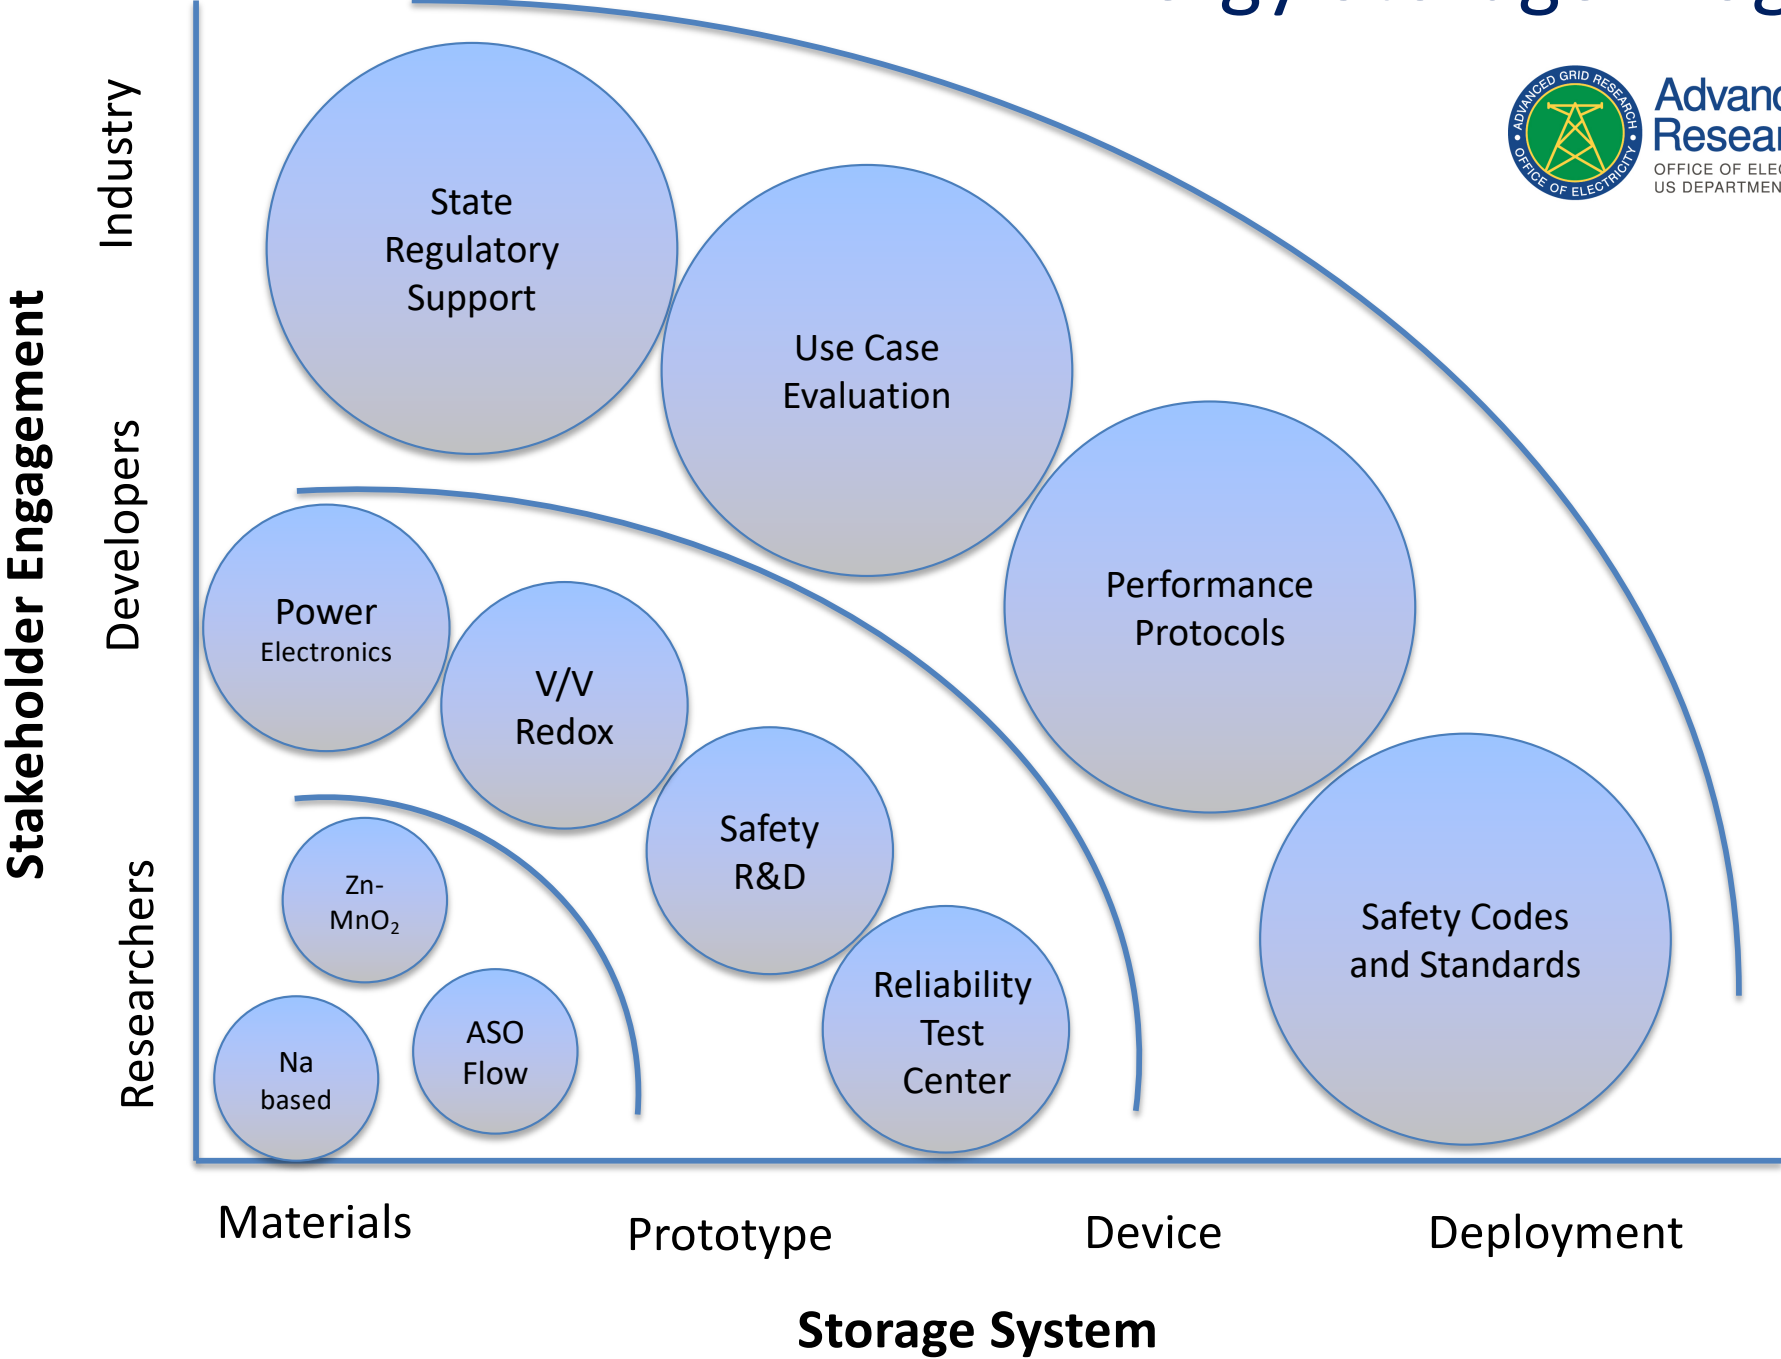 Industry
Developers
Researchers
Stakeholder Engagement
ADVANCED GRID RESEARCH
OFFICE OF ELECTRICITY
State
Regulatory
Support
Use Case
Evaluation
Performance
Protocols
Safety Codes
and Standards
Power
Electronics
V/V
Redox
Safety
R&D
Reliability
Test
Center
Zn-
MnO₂
Na
based
ASO
Flow
Materials
Prototype
Device
Deployment
Storage System